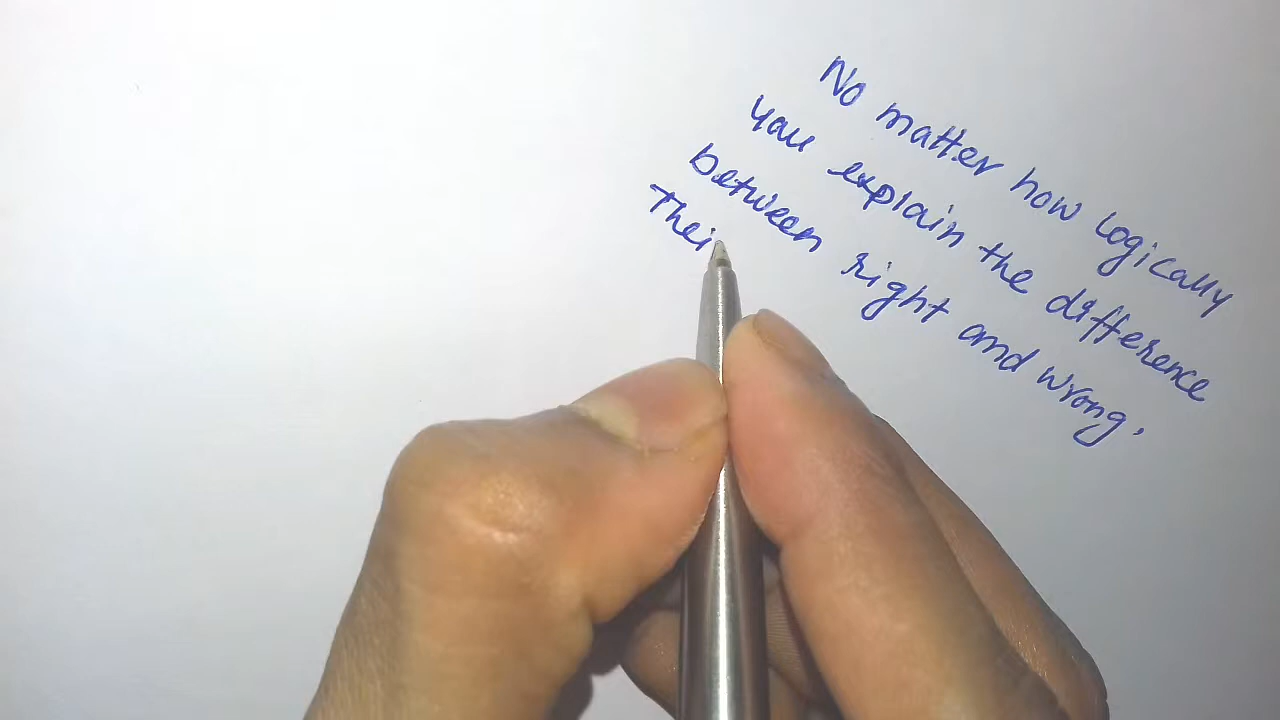 No matter how logically
you explain the difference
between right and wrong.
Thei